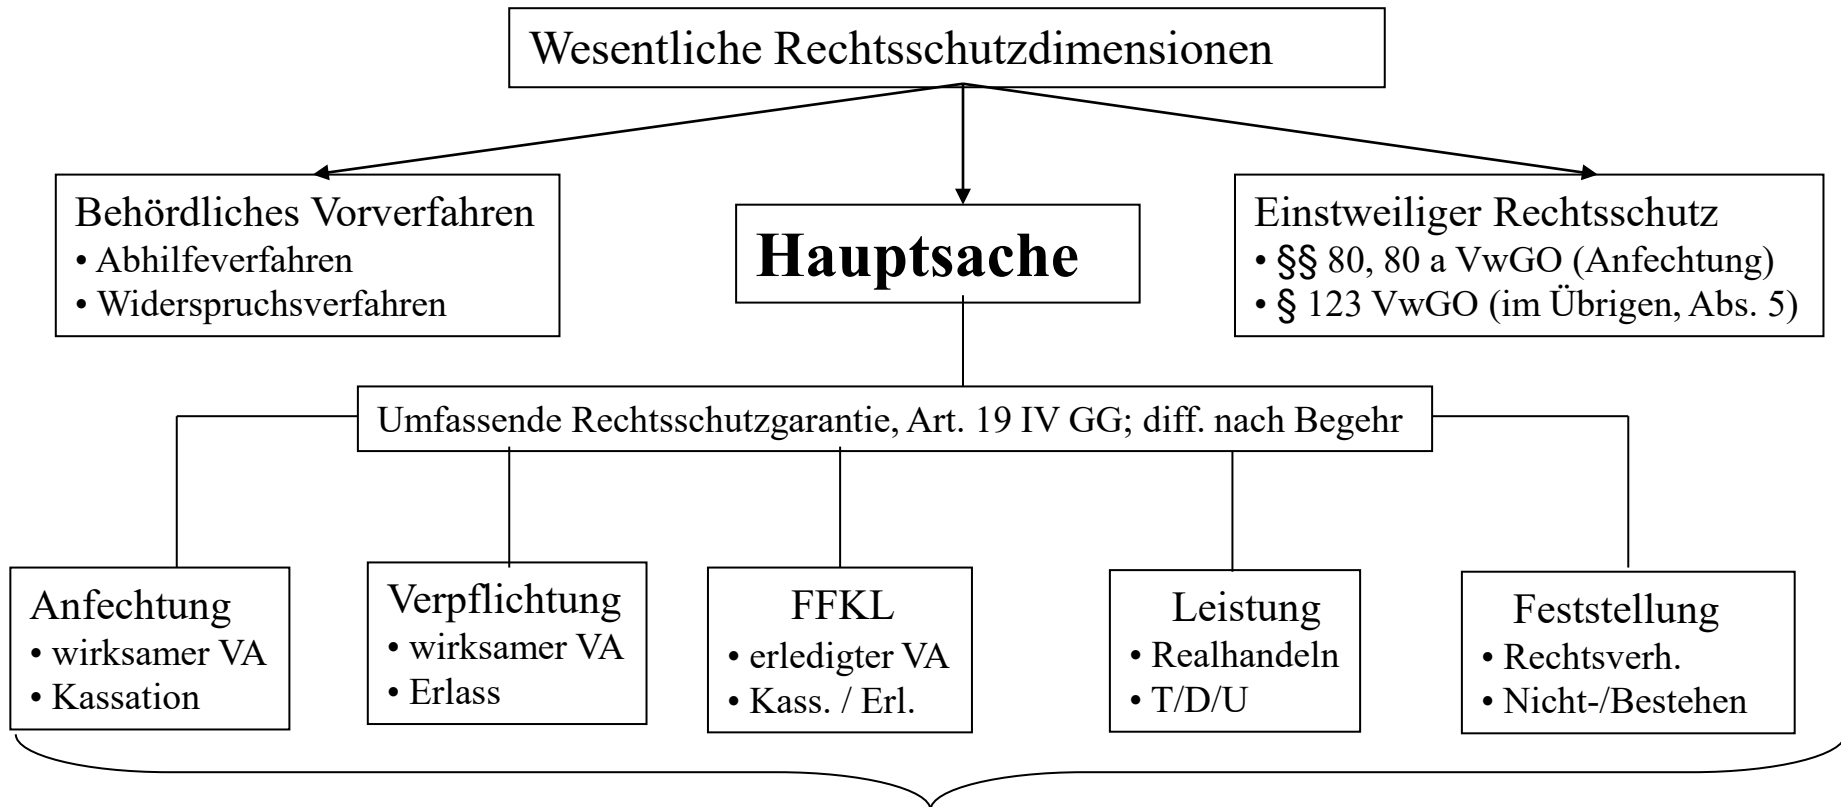 Wesentliche Rechtsschutzdimensionen
Behördliches Vorverfahren
• Abhilfeverfahren
• Widerspruchsverfahren
Hauptsache
Einstweiliger Rechtsschutz
• §§ 80, 80 a VwGO (Anfechtung)
• § 123 VwGO (im Übrigen, Abs. 5)
Umfassende Rechtsschutzgarantie, Art. 19 IV GG; diff. nach Begehr
Anfechtung
• wirksamer VA
• Kassation
Verpflichtung
• wirksamer VA
• Erlass
FFKL
• erledigter VA
• Kass. / Erl.
Leistung
• Realhandeln
• T/D/U
Feststellung
• Rechtsverh.
• Nicht-/Bestehen